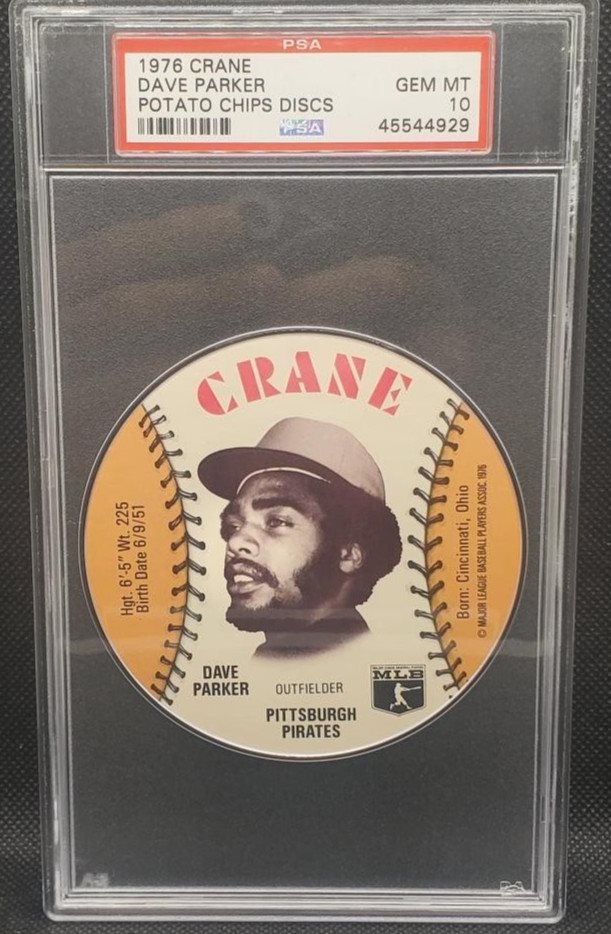 PSA
1976 CRANE
DAVE PARKER GEM MT
POTATO CHIPS DISCS 10
PSA 45544929
CRANE
Hgt. 6'-5" Wt. 225
Birth Date 6/9/51
Born: Cincinnati, Ohio
© MAJOR LEAGUE BASEBALL PLAYERS ASSOC. 1976
DAVE
PARKER
OUTFIELDER
MLB
PITTSBURGH
PIRATES